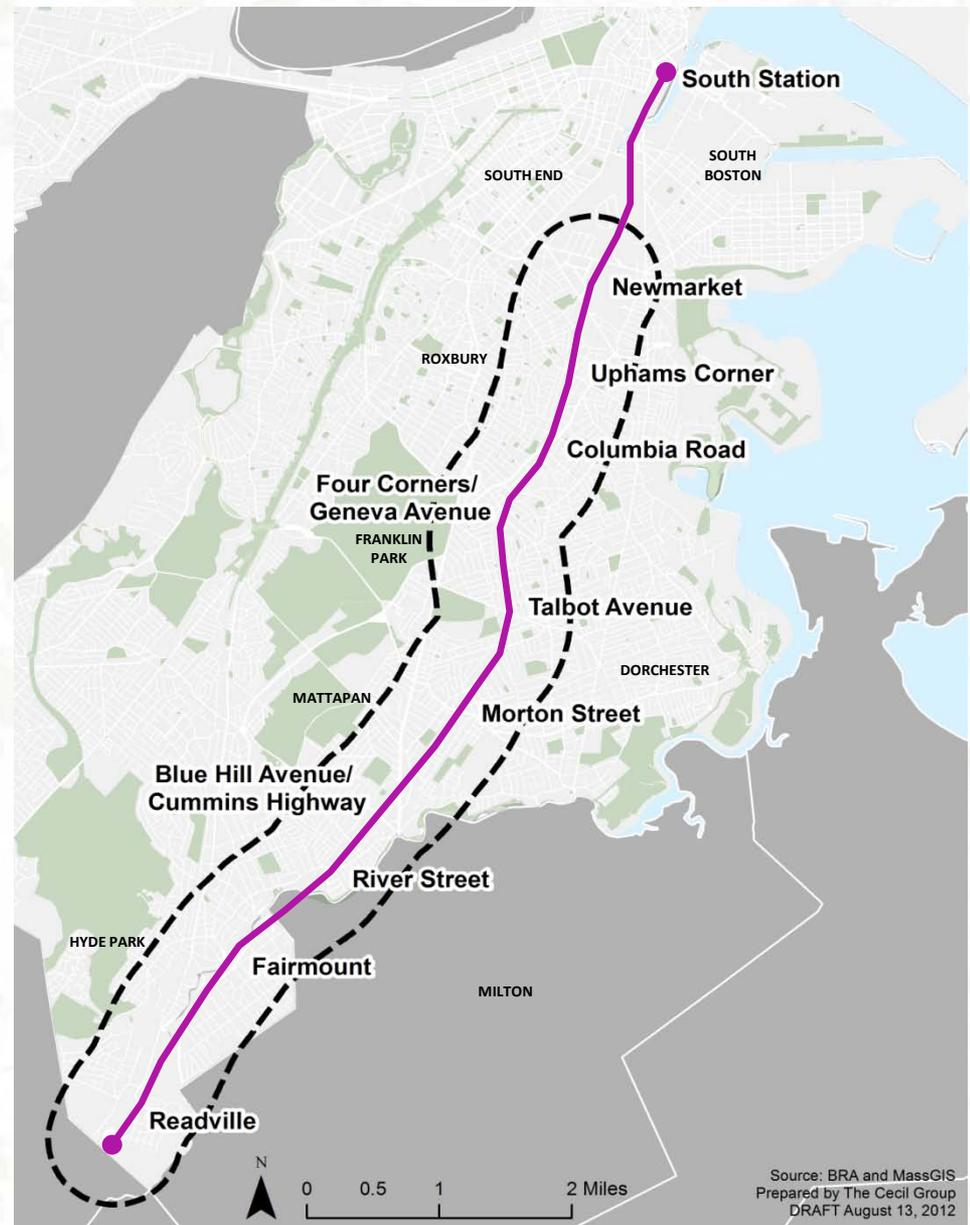 South Station
SOUTH
BOSTON
SOUTH END
Newmarket
ROXBURY
Uphams Corner
Columbia Road
Four Corners/
Geneva Avenue
FRANKLIN
PARK
Talbot Avenue
DORCHESTER
MATTAPAN
Morton Street
Blue Hill Avenue/
Cummins Highway
River Street
HYDE PARK
Fairmount
MILTON
Readville
N
0 0.5 1 2 Miles
Source: BRA and MassGIS
Prepared by The Cecil Group
DRAFT August 13, 2012